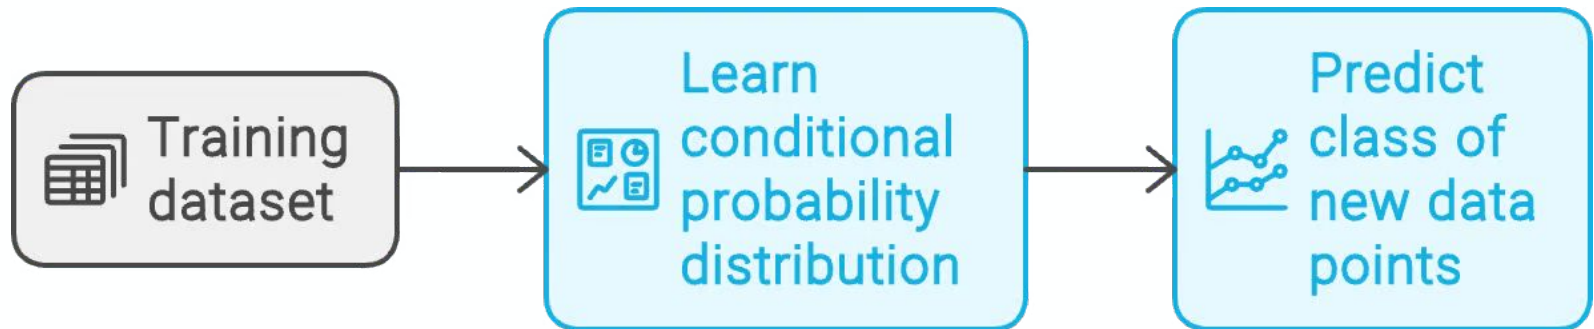 Training
dataset
Learn
conditional
probability
distribution
Predict
class of
new data
points